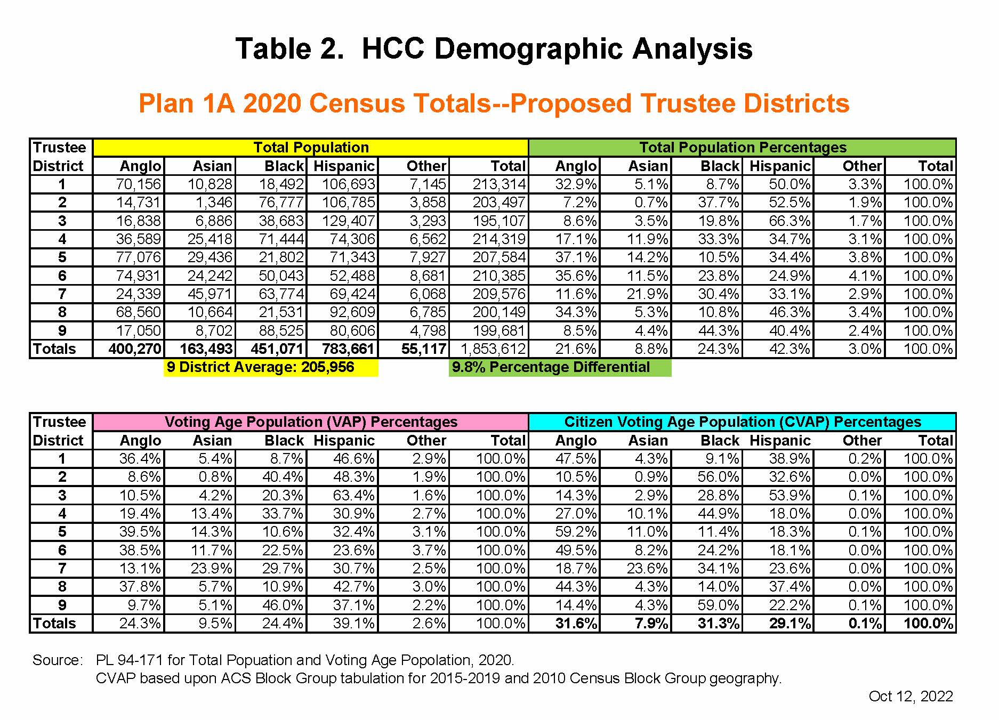 Table 2. HCC Demographic Analysis
Plan 1A 2020 Census Totals--Proposed Trustee Districts
Trustee Total Population Total Population Percentages
District Anglo Asian Black Hispanic Other Total Anglo Asian Black Hispanic Other Total
1 70,156 10,828 18,492 106,693 7,145 213,314 32.9% 5.1% 8.7% 50.0% 3.3% 100.0%
2 14,731 1,346 76,777 106,785 3,858 203,497 7.2% 0.7% 37.7% 52.5% 1.9% 100.0%
3 16,838 6,886 38,683 129,407 3,293 195,107 8.6% 3.5% 19.8% 66.3% 1.7% 100.0%
4 36,589 25,418 71,444 74,306 6,562 214,319 17.1% 11.9% 33.3% 34.7% 3.1% 100.0%
5 77,076 29,436 21,802 71,343 7,927 207,584 37.1% 14.2% 10.5% 34.4% 3.8% 100.0%
6 74,931 24,242 50,043 52,488 8,681 210,385 35.6% 11.5% 23.8% 24.9% 4.1% 100.0%
7 24,339 45,971 63,774 69,424 6,068 209,576 11.6% 21.9% 30.4% 33.1% 2.9% 100.0%
8 68,560 10,664 21,531 92,609 6,785 200,149 34.3% 5.3% 10.8% 46.3% 3.4% 100.0%
9 17,050 8,702 88,525 80,606 4,798 199,681 8.5% 4.4% 44.3% 40.4% 2.4% 100.0%
Totals 400,270 163,493 451,071 783,661 55,117 1,853,612 21.6% 8.8% 24.3% 42.3% 3.0% 100.0%
9 District Average: 205,956 9.8% Percentage Differential
Trustee Voting Age Population (VAP) Percentages Citizen Voting Age Population (CVAP) Percentages
District Anglo Asian Black Hispanic Other Total Anglo Asian Black Hispanic Other Total
1 36.4% 5.4% 8.7% 46.6% 2.9% 100.0% 47.5% 4.3% 9.1% 38.9% 0.2% 100.0%
2 8.6% 0.8% 40.4% 48.3% 1.9% 100.0% 10.5% 0.9% 56.0% 32.6% 0.0% 100.0%
3 10.5% 4.2% 20.3% 63.4% 1.6% 100.0% 14.3% 2.9% 28.8% 53.9% 0.1% 100.0%
4 19.4% 13.4% 33.7% 30.9% 2.7% 100.0% 27.0% 10.1% 44.9% 18.0% 0.0% 100.0%
5 39.5% 14.3% 10.6% 32.4% 3.1% 100.0% 59.2% 11.0% 11.4% 18.3% 0.1% 100.0%
6 38.5% 11.7% 22.5% 23.6% 3.7% 100.0% 49.5% 8.2% 24.2% 18.1% 0.0% 100.0%
7 13.1% 23.9% 29.7% 30.7% 2.5% 100.0% 18.7% 23.6% 34.1% 23.6% 0.0% 100.0%
8 37.8% 5.7% 10.9% 42.7% 3.0% 100.0% 44.3% 4.3% 14.0% 37.4% 0.0% 100.0%
9 9.7% 5.1% 46.0% 37.1% 2.2% 100.0% 14.4% 4.3% 59.0% 22.2% 0.1% 100.0%
Totals 24.3% 9.5% 24.4% 39.1% 2.6% 100.0% 31.6% 7.9% 31.3% 29.1% 0.1% 100.0%
Source: PL 94-171 for Total Popuation and Voting Age Popolation, 2020.
CVAP based upon ACS Block Group tabulation for 2015-2019 and 2010 Census Block Group geography.
Oct 12, 2022